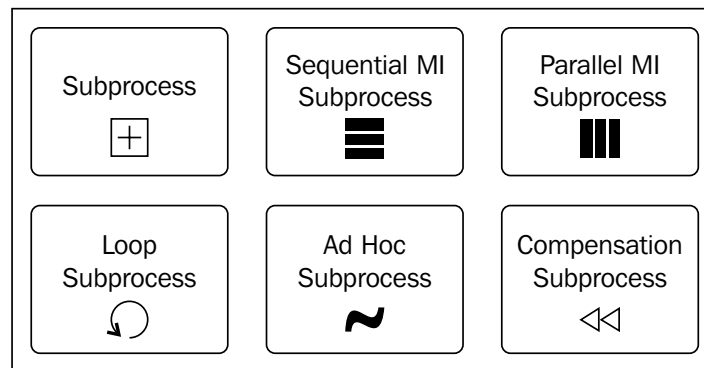 Subprocess
Sequential MI
Subprocess
Parallel MI
Subprocess
Loop
Subprocess
Ad Hoc
Subprocess
Compensation
Subprocess